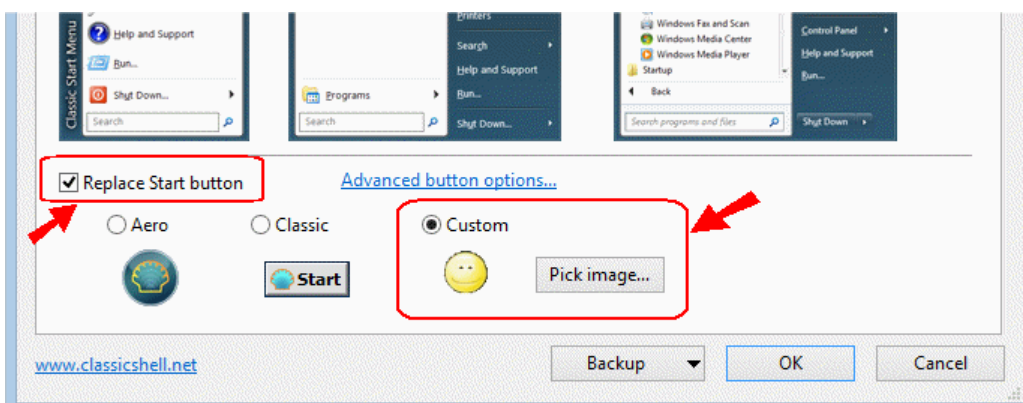 Classic Start Menu
Help and Support
Run...
Shut Down...
Search
Programs
Search
Printers
Search
Help and Support
Run...
Shut Down...
Windows Fax and Scan
Windows Media Center
Windows Media Player
Startup
Back
Search programs and files
Control Panel
Help and Support
Run...
Shut Down
Replace Start button
Advanced button options...
Aero
Classic
Custom
Start
Pick image...
www.classicshell.net
Backup
OK
Cancel